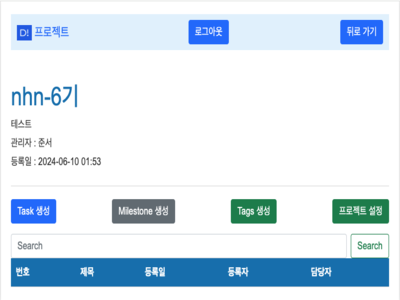 D! 프로젝트 로그아웃 뒤로 가기
nhn-6기
테스트
관리자 : 준서
등록일 : 2024-06-10 01:53
Task 생성 Milestone 생성 Tags 생성 프로젝트 설정
Search Search
번호 제목 등록일 등록자 담당자